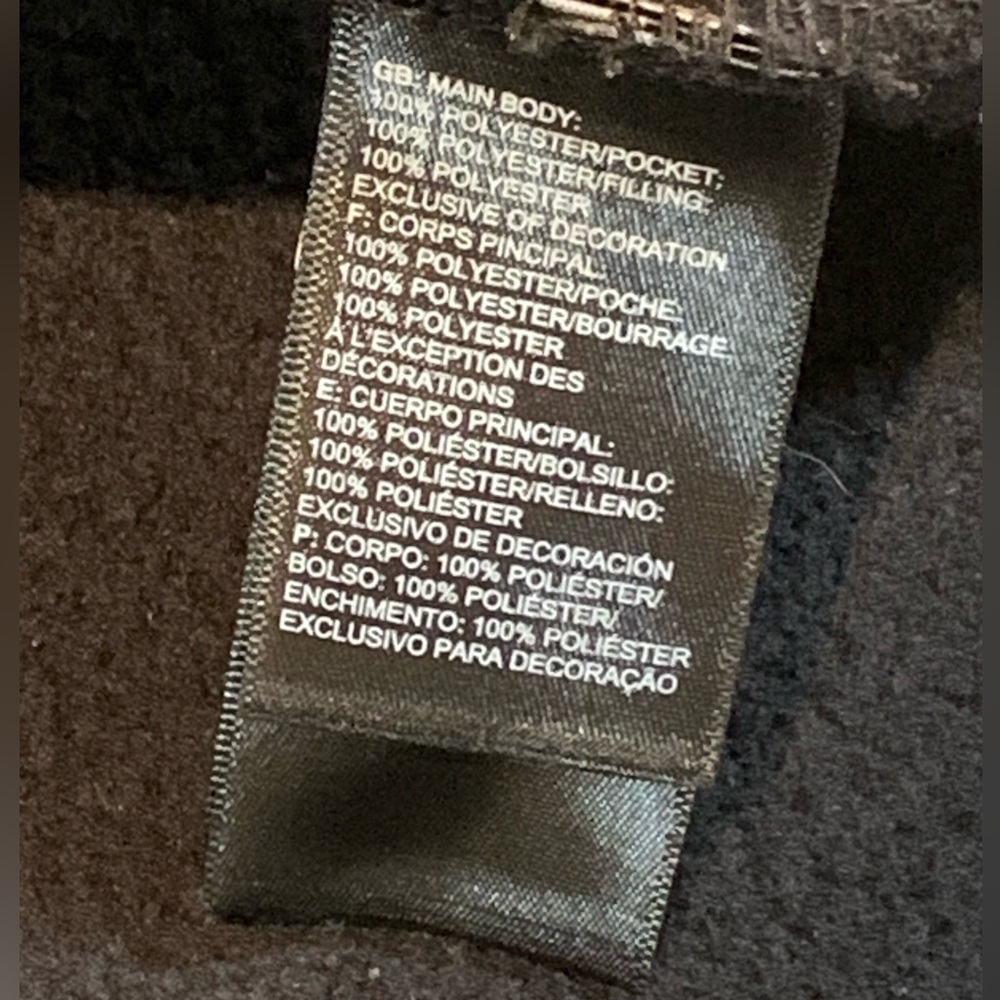 GB: MAIN BODY:
100% POLYESTER/POCKET:
100% POLYESTER/FILLING:
100% POLYESTER
EXCLUSIVE OF DECORATION
F: CORPS PINCIPAL:
100% POLYESTER/POCHE:
100% POLYESTER/BOURRAGE:
100% POLYESTER
À L'EXCEPTION DES
DÉCORATIONS
E: CUERPO PRINCIPAL:
100% POLIÉSTER/BOLSILLO:
100% POLIÉSTER/RELLENO:
100% POLIÉSTER
EXCLUSIVO DE DECORACIÓN
P: CORPO: 100% POLIÉSTER/
BOLSO: 100% POLIÉSTER/
ENCHIMENTO: 100% POLIÉSTER
EXCLUSIVO PARA DECORAÇÃO